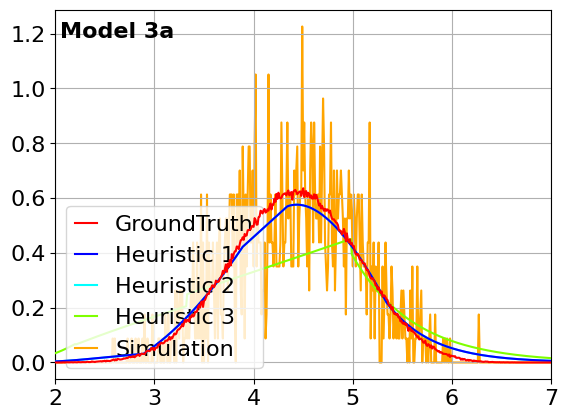 Model 3a
1.2
1.0
0.8
0.6
0.4
0.2
0.0
GroundTruth
Heuristic 1
Heuristic 2
Heuristic 3
Simulation
2 3 4 5 6 7